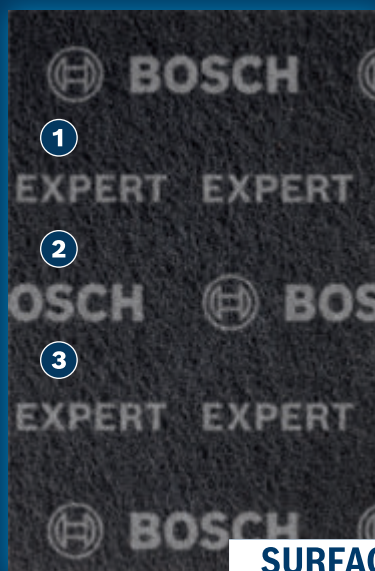 BOSCH
1
EXPERT EXPERT
2
OSCH BOS
3
EXPERT EXPERT
BOSCH
SURFAC